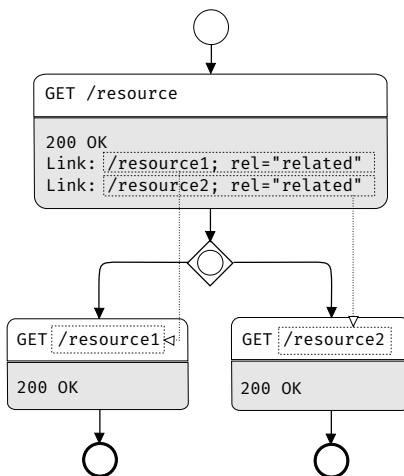 GET /resource
200 OK
Link: /resource1; rel="related"
Link: /resource2; rel="related"
GET /resource1
200 OK
GET /resource2
200 OK